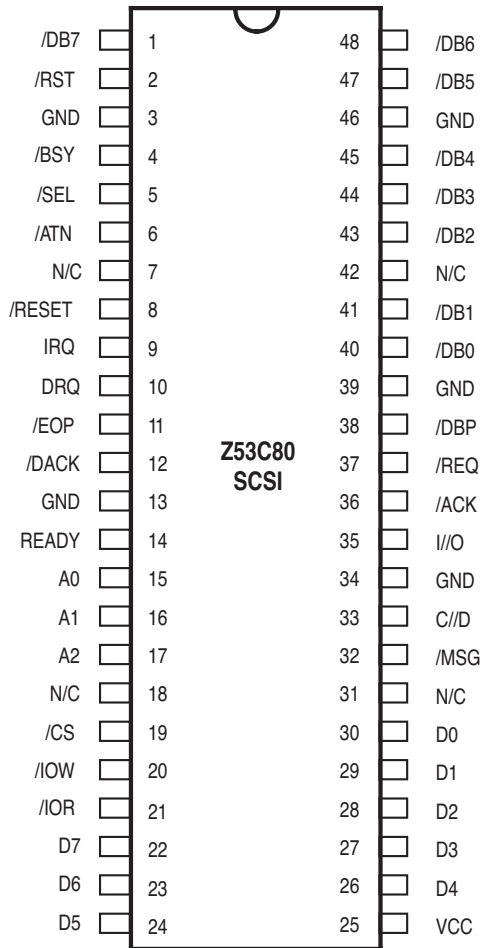 /DB7 1 48 /DB6
/RST 2 47 /DB5
GND 3 46 GND
/BSY 4 45 /DB4
/SEL 5 44 /DB3
/ATN 6 43 /DB2
N/C 7 42 N/C
/RESET 8 41 /DB1
IRQ 9 40 /DB0
DRQ 10 39 GND
/EOP 11 38 /DBP
Z53C80
/DACK 12 37 /REQ
SCSI
GND 13 36 /ACK
READY 14 35 I//O
A0 15 34 GND
A1 16 33 C//D
A2 17 32 /MSG
N/C 18 31 N/C
/CS 19 30 D0
/IOW 20 29 D1
/IOR 21 28 D2
D7 22 27 D3
D6 23 26 D4
D5 24 25 VCC